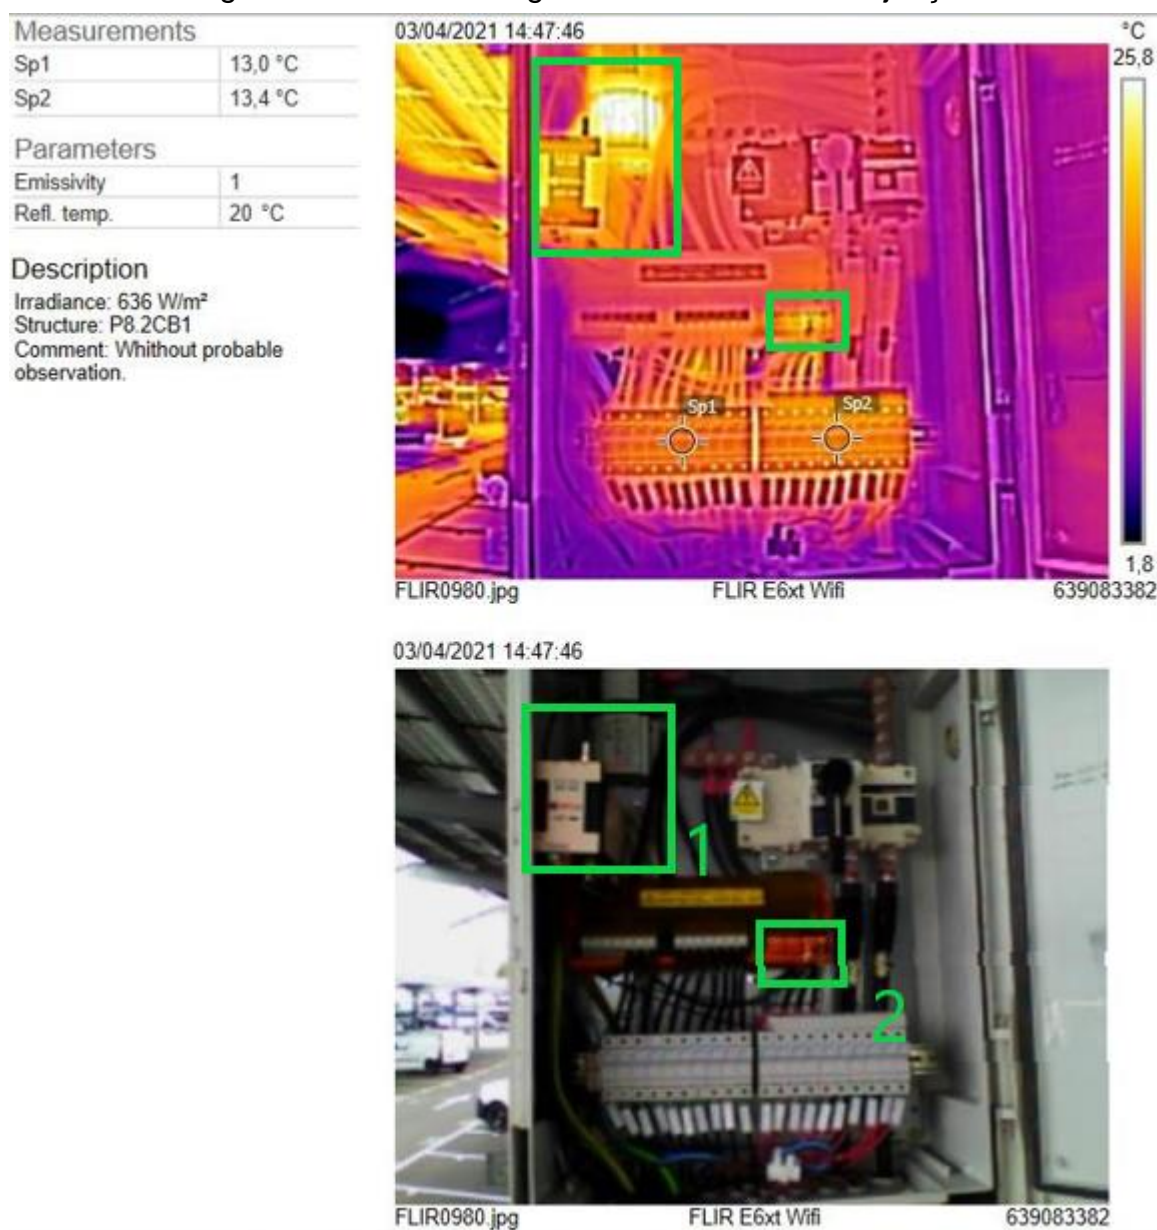 Measurements
Sp1 13,0 °C
Sp2 13,4 °C
Parameters
Emissivity 1
Refl. temp. 20 °C
Description
Irradiance: 636 W/m²
Structure: P8.2CB1
Comment: Whithout probable
observation.
03/04/2021 14:47:46
°C
25,8
Sp1
Sp2
1,8
FLIR0980.jpg FLIR E6xt Wifi 639083382
03/04/2021 14:47:46
1
2
FLIR0980.jpg FLIR E6xt Wifi 639083382